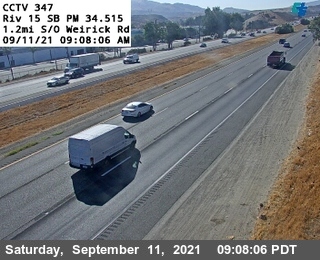 CCTV 347
Riv 15 SB PM 34.515
1.2mi S/O Weirick Rd
09/11/21 09:08:06 AM
Saturday, September 11, 2021 09:08:06 PDT